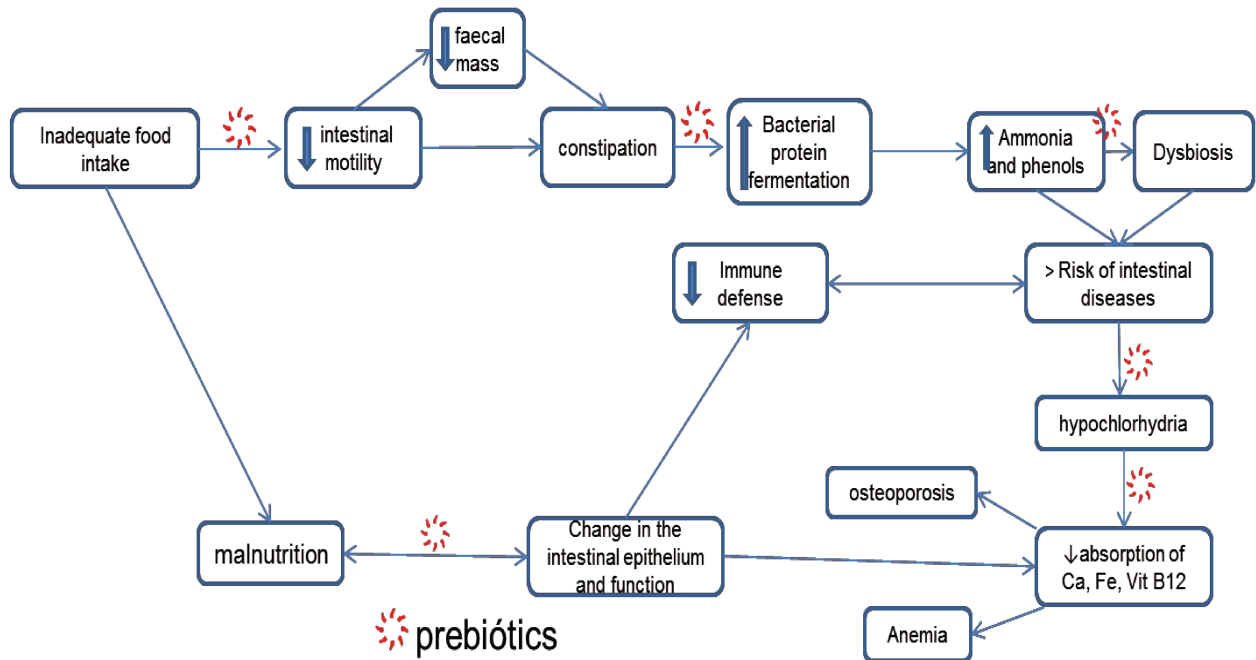 faecal
mass
Inadequate food
intake
intestinal
motility
constipation
Bacterial
protein
fermentation
Ammonia
and phenols
Dysbiosis
Immune
defense
> Risk of intestinal
diseases
hypochlorhydria
osteoporosis
malnutrition
Change in the
intestinal epithelium
and function
↓absorption of
Ca, Fe, Vit B12
Anemia
prebiótics